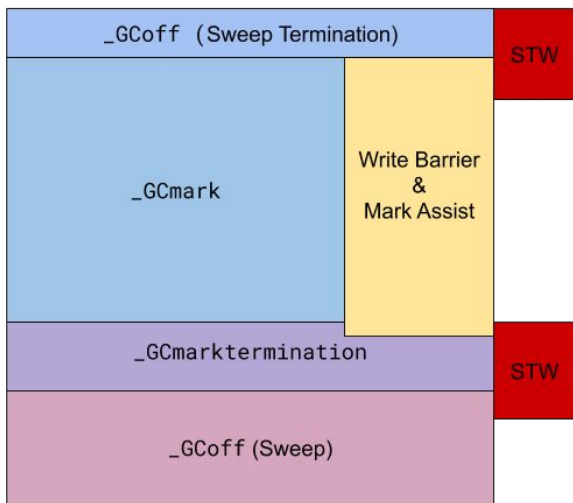 _GCoff (Sweep Termination)
STW
_GCmark
Write Barrier
&
Mark Assist
_GCmarktermination
STW
_GCoff (Sweep)